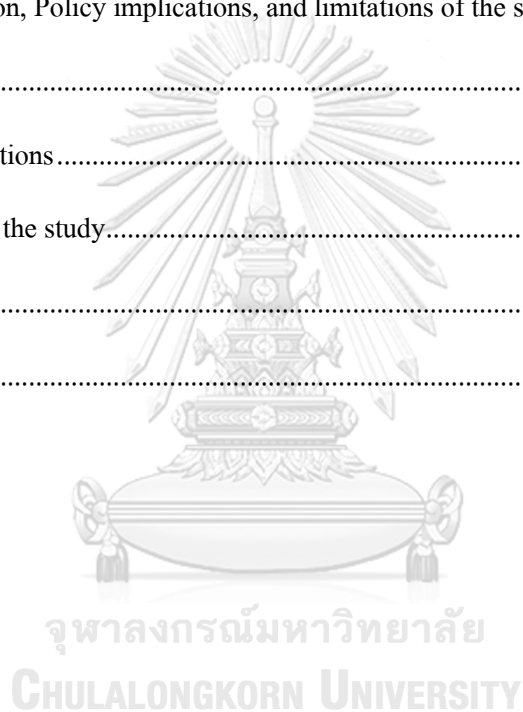 on, Policy implications, and limitations of the s
..........................................................................
tions..................................................................
the study...........................................................
..........................................................................
..........................................................................
จุฬาลงกรณ์มหาวิทยาลัย
CHULALONGKORN UNIVERSITY